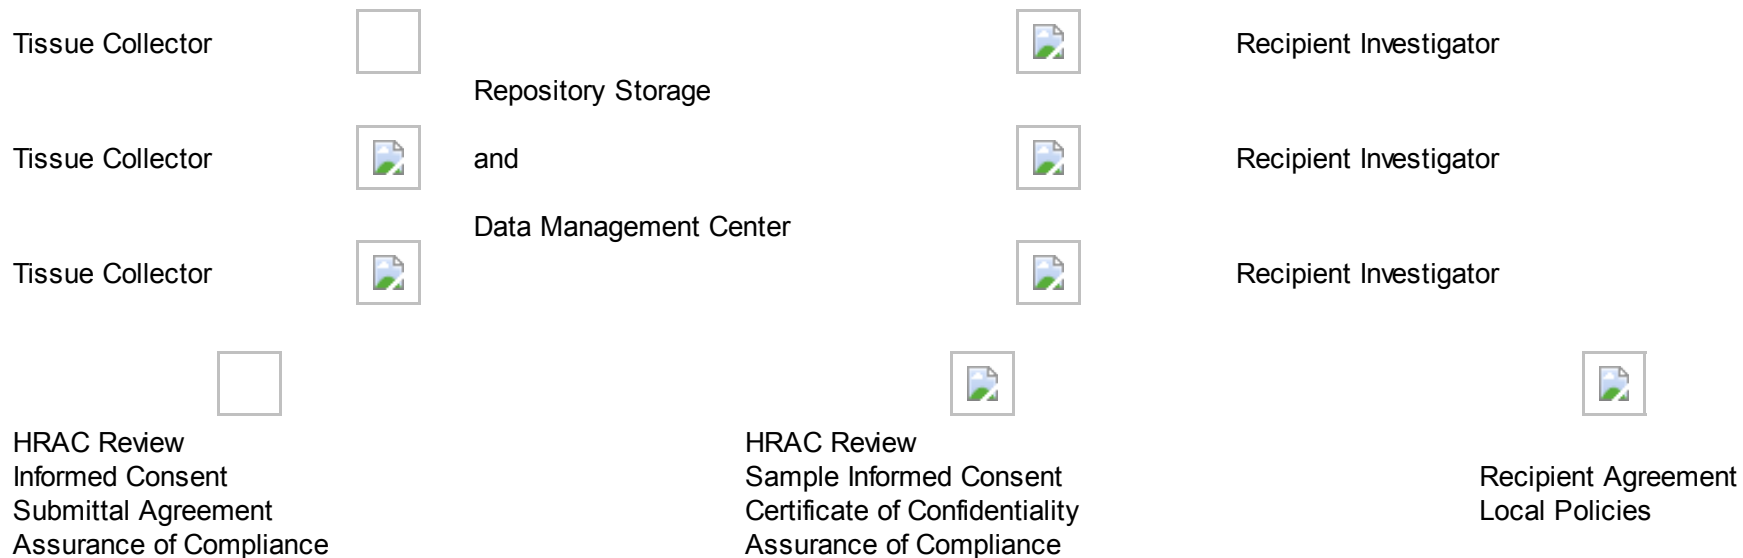 Tissue Collector
Recipient Investigator
Repository Storage
Tissue Collector
and
Recipient Investigator
Data Management Center
Tissue Collector
Recipient Investigator
HRAC Review
Informed Consent
Submittal Agreement
Assurance of Compliance
HRAC Review
Sample Informed Consent
Certificate of Confidentiality
Assurance of Compliance
Recipient Agreement
Local Policies